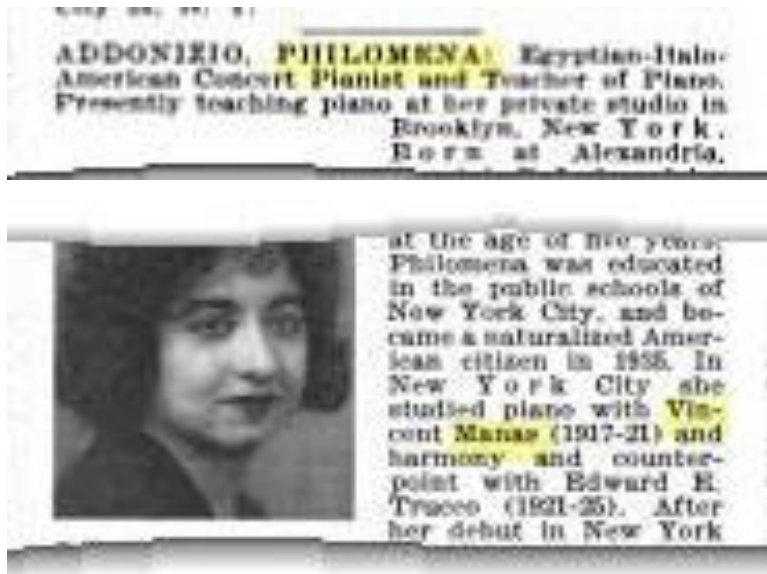 ADDONIZIO, PHILOMENA: Egyptian-Italo-
American Concert Pianist and Teacher of Piano.
Presently teaching piano at her private studio in
Brooklyn, New York.
Born at Alexandria,
at the age of five years;
Philomena was educated
in the public schools of
New York City, and be-
came a naturalized Amer-
ican citizen in 1935. In
New York City she
studied piano with Vin-
cent Manas (1917-21) and
harmony and counter-
point with Edward E.
Trucco (1921-25). After
her debut in New York